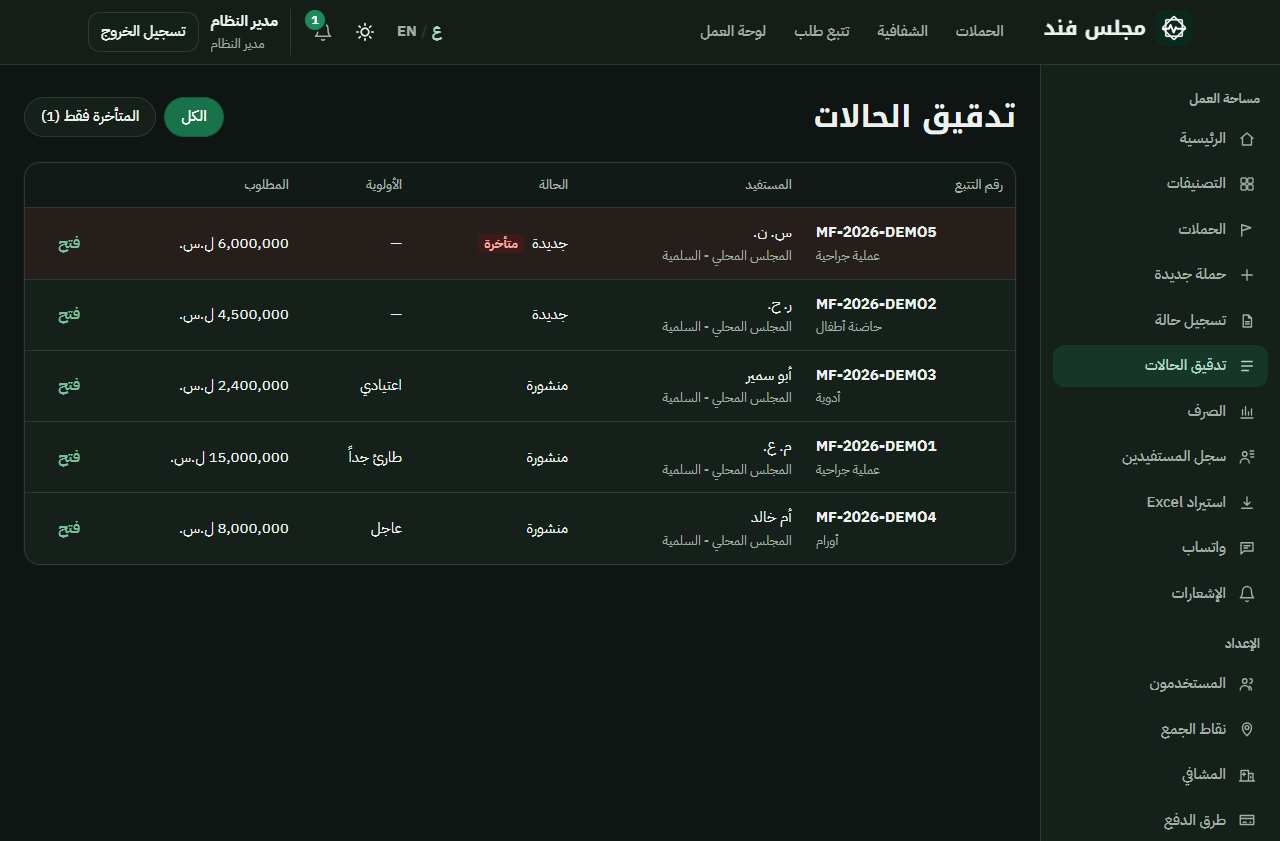 مجلس فند
الحملات
الشفافية
تتبع طلب
لوحة العمل
ع / EN
1
مدير النظام
مدير النظام
تسجيل الخروج
مساحة العمل
الرئيسية
التصنيفات
الحملات
حملة جديدة
تسجيل حالة
تدقيق الحالات
الصرف
سجل المستفيدين
استيراد Excel
واتساب
الإشعارات
الإعداد
المستخدمون
نقاط الجمع
المشافي
طرق الدفع
تدقيق الحالات
الكل
المتأخرة فقط (1)
رقم التتبع المستفيد الحالة الأولوية المطلوب
MF-2026-DEMO5 س. ن. جديدة متأخرة — 6,000,000 ل.س. فتح
عملية جراحية المجلس المحلي - السلمية
MF-2026-DEMO2 ر. ح. جديدة — 4,500,000 ل.س. فتح
حاضنة أطفال المجلس المحلي - السلمية
MF-2026-DEMO3 أبو سمير منشورة اعتيادي 2,400,000 ل.س. فتح
أدوية المجلس المحلي - السلمية
MF-2026-DEMO1 م. ع. منشورة طارئ جداً 15,000,000 ل.س. فتح
عملية جراحية المجلس المحلي - السلمية
MF-2026-DEMO4 أم خالد منشورة عاجل 8,000,000 ل.س. فتح
أورام المجلس المحلي - السلمية